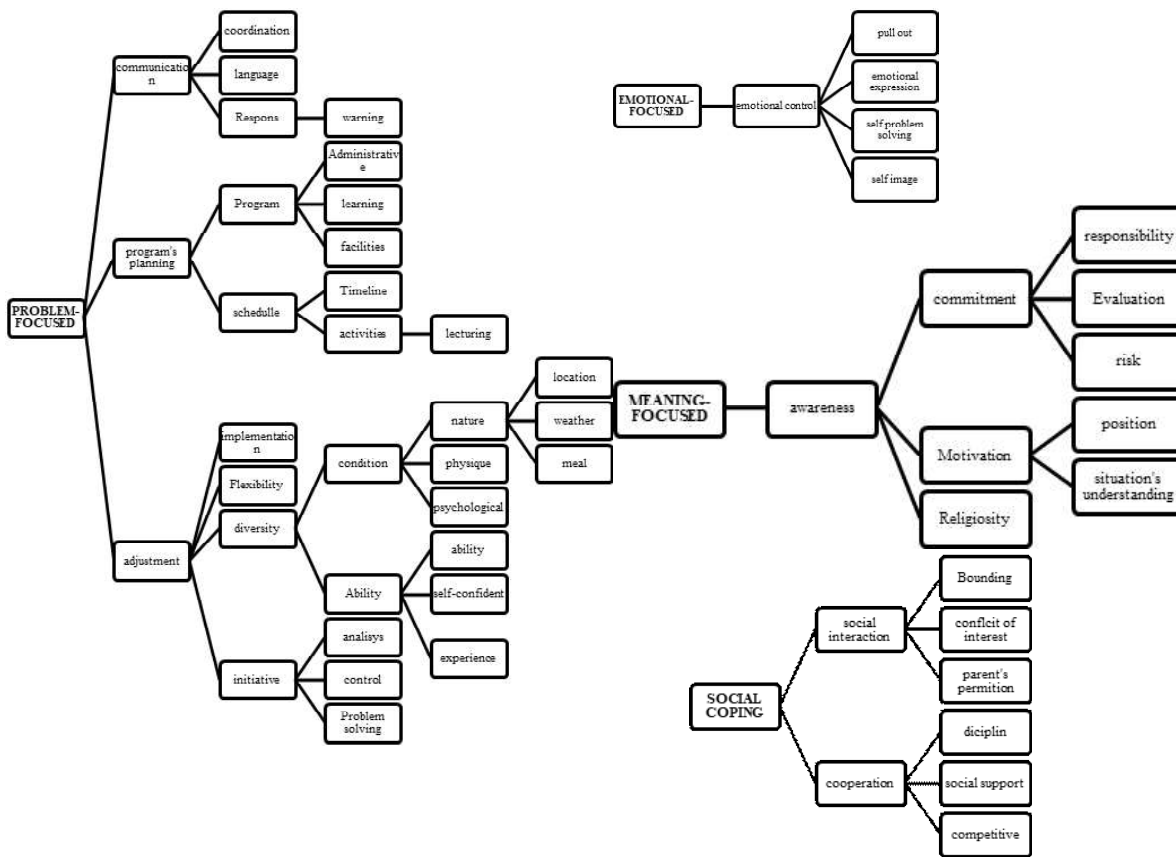 PROBLEM-
FOCUSED
communicatio
n
coordination
language
Respons
warning
program's
planning
Program
Administrativ
e
learning
facilities
schedulle
Timeline
activities
lecturing
adjustment
implementatio
n
Flexibility
diversity
condition
nature
location
weather
meal
physique
psychological
Ability
ability
self-confident
experience
initiative
analisys
control
Problem
solving
EMOTIONAL-
FOCUSED
emotional control
pull out
emotional
expression
self problem
solving
self image
MEANING-
FOCUSED
awareness
commitment
responsibility
Evaluation
risk
Motivation
position
situation's
understanding
Religiosity
SOCIAL
COPING
social
interaction
Bounding
conflcit of
interest
parent's
permition
cooperation
diciplin
social support
competitive